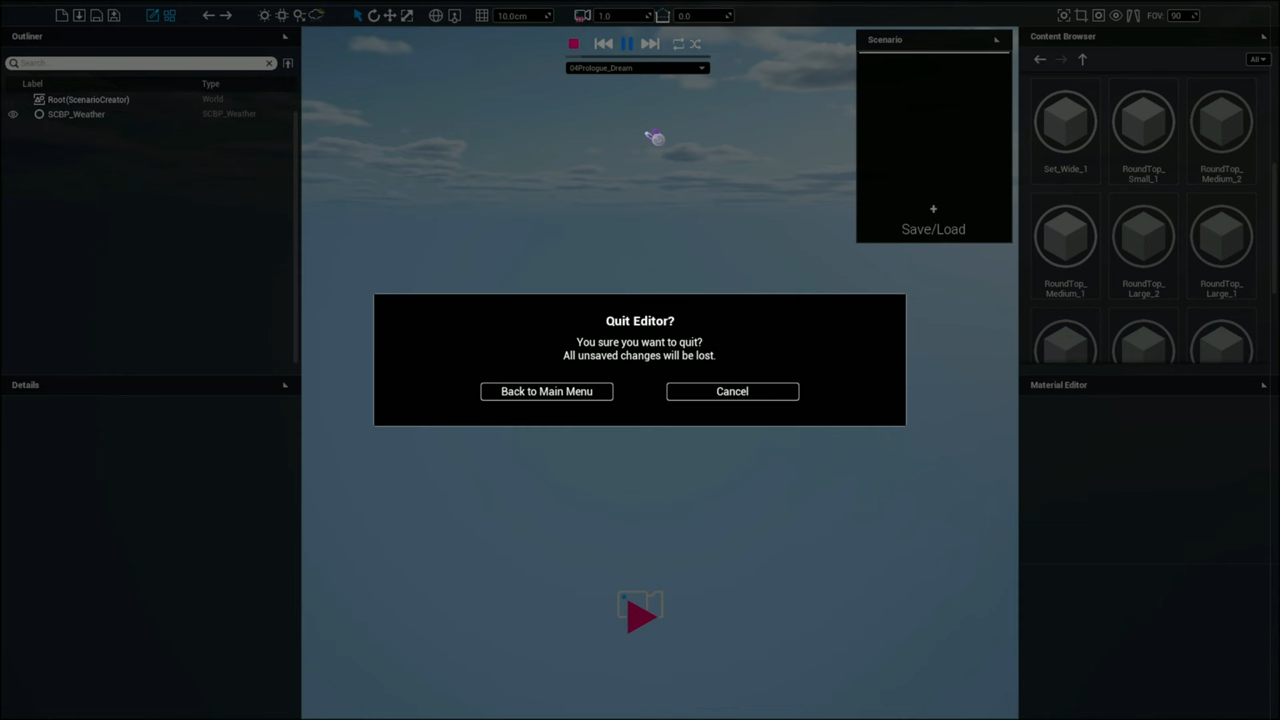 10.0cm
1.0
0.0
FOV: 90
Outliner
Search...
Label
Type
Root(ScenarioCreator)
World
SCBP_Weather
SCBP_Weather
04Prologue_Dream
Scenario
+
Save/Load
Content Browser
All
Set_Wide_1
RoundTop_
Small_1
RoundTop_
Medium_2
RoundTop_
Medium_1
RoundTop_
Large_2
RoundTop_
Large_1
Quit Editor?
You sure you want to quit?
All unsaved changes will be lost.
Back to Main Menu
Cancel
Details
Material Editor